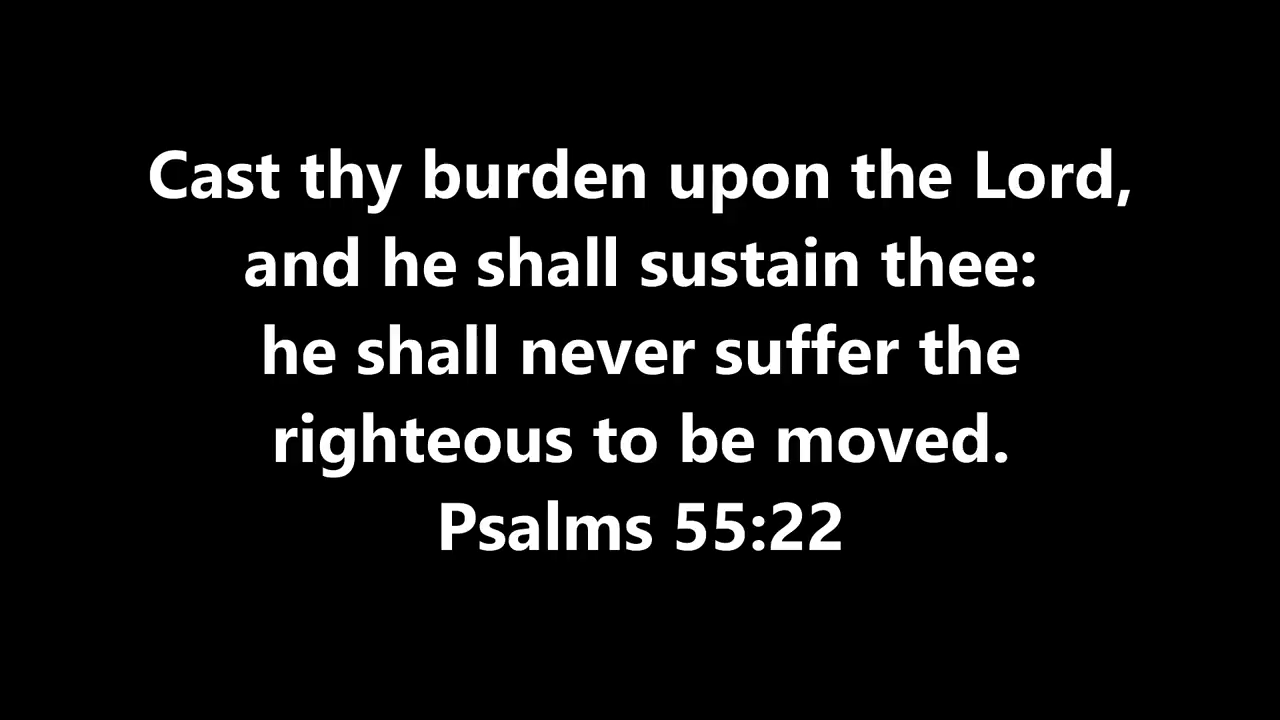 Cast thy burden upon the Lord,
and he shall sustain thee:
he shall never suffer the
righteous to be moved.
Psalms 55:22